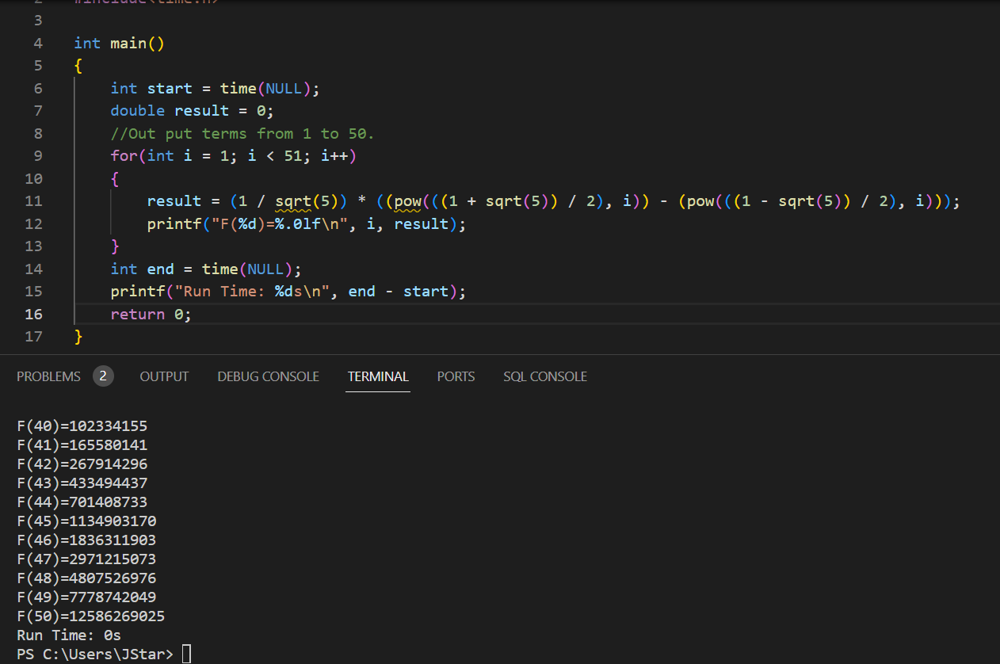 2 #include<time.h>
3
4 int main()
5 {
6 int start = time(NULL);
7 double result = 0;
8 //Out put terms from 1 to 50.
9 for(int i = 1; i < 51; i++)
10 {
11 result = (1 / sqrt(5)) * ((pow(((1 + sqrt(5)) / 2), i)) - (pow(((1 - sqrt(5)) / 2), i)));
12 printf("F(%d)=%.0lf\n", i, result);
13 }
14 int end = time(NULL);
15 printf("Run Time: %ds\n", end - start);
16 return 0;
17 }
PROBLEMS 2 OUTPUT DEBUG CONSOLE TERMINAL PORTS SQL CONSOLE
F(40)=102334155
F(41)=165580141
F(42)=267914296
F(43)=433494437
F(44)=701408733
F(45)=1134903170
F(46)=1836311903
F(47)=2971215073
F(48)=4807526976
F(49)=7778742049
F(50)=12586269025
Run Time: 0s
PS C:\Users\JStar>